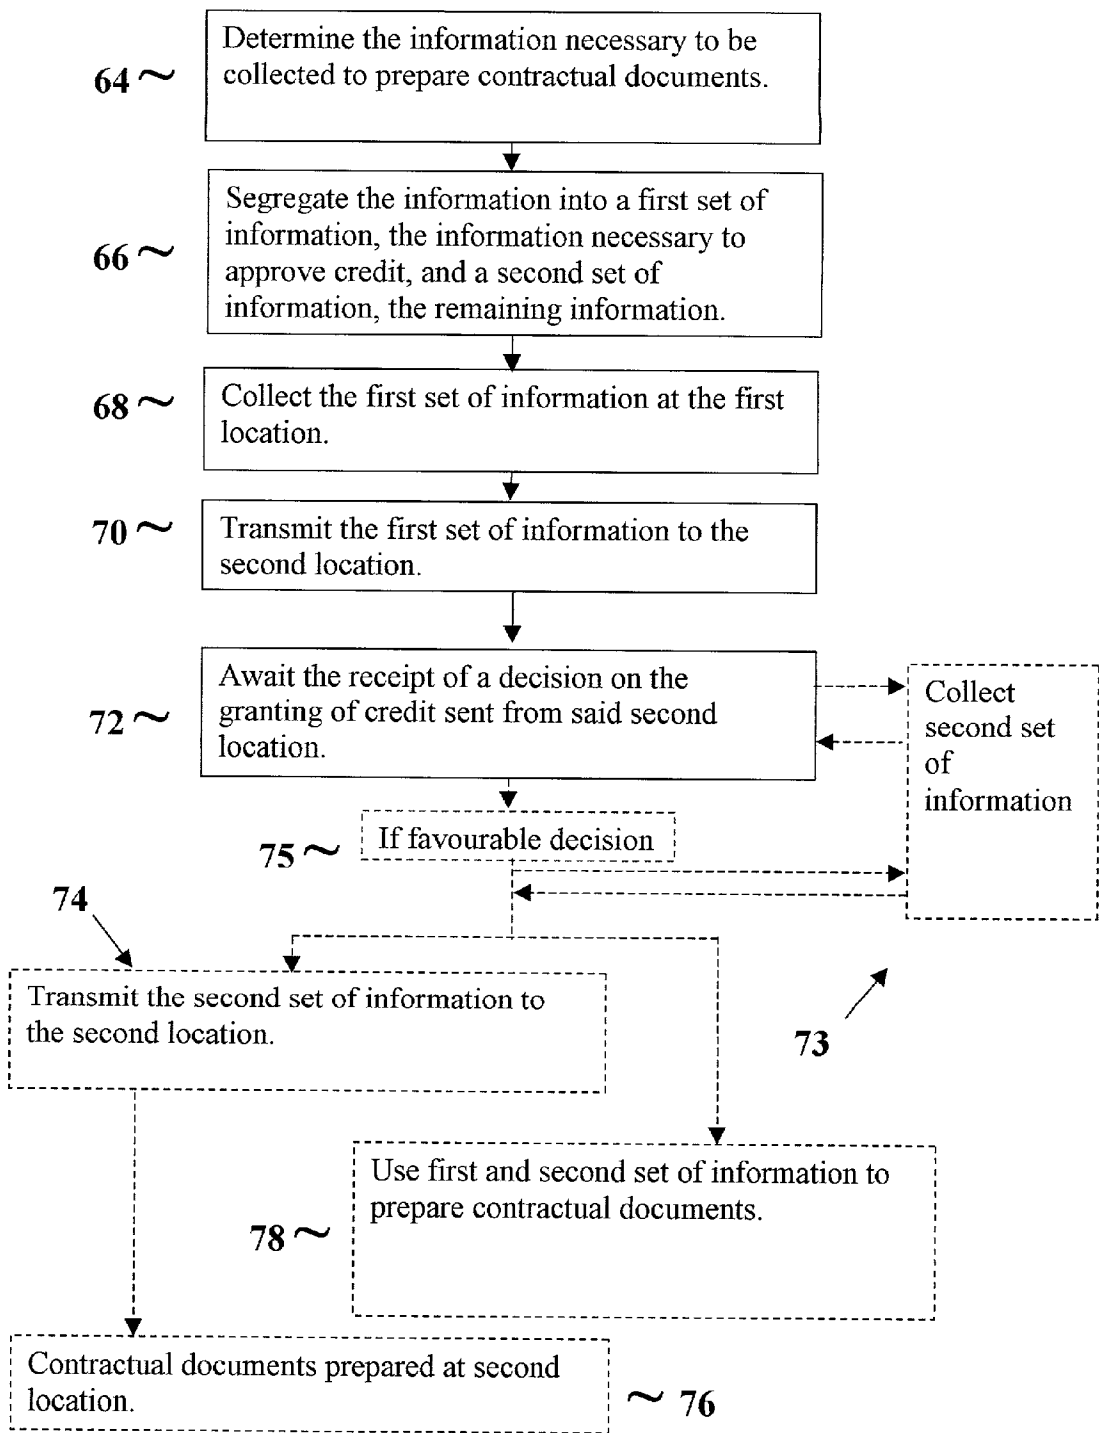 Determine the information necessary to be
collected to prepare contractual documents.
64 ~
Segregate the information into a first set of
information, the information necessary to
approve credit, and a second set of
information, the remaining information.
66 ~
Collect the first set of information at the first
location.
68 ~
Transmit the first set of information to the
second location.
70 ~
Await the receipt of a decision on the
granting of credit sent from said second
location.
72 ~
Collect
second set
of
information
If favourable decision
75 ~
74
Transmit the second set of information to
the second location.
73
Use first and second set of information to
prepare contractual documents.
78 ~
Contractual documents prepared at second
location.
~ 76